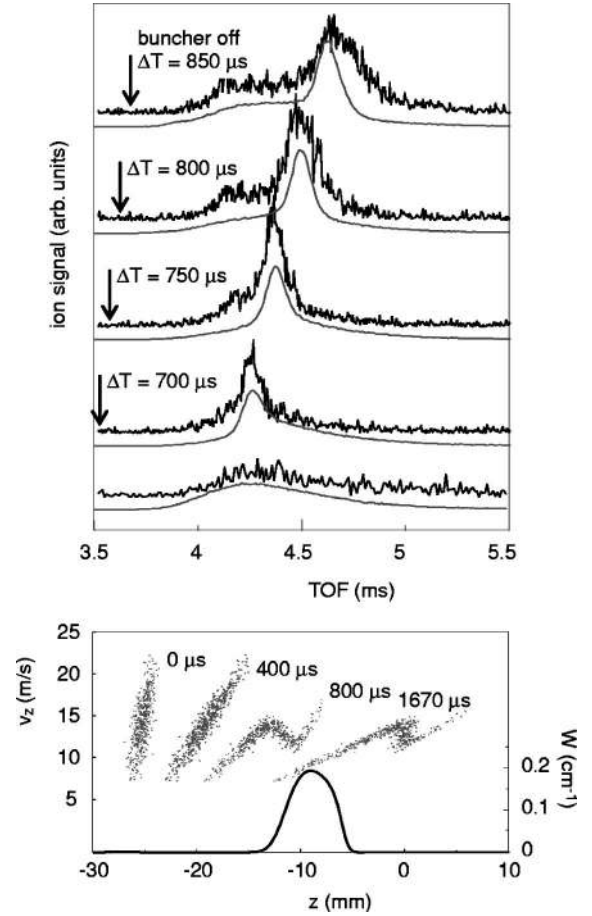 buncher off
ΔT = 850 μs
ΔT = 800 μs
ΔT = 750 μs
ΔT = 700 μs
ion signal (arb. units)
3.5 4 4.5 5 5.5
TOF (ms)
25
20
15
10
5
v_z (m/s)
0 μs
400 μs
800 μs
1670 μs
0.2
0.1
0
W (cm⁻¹)
-30 -20 -10 0 10
z (mm)